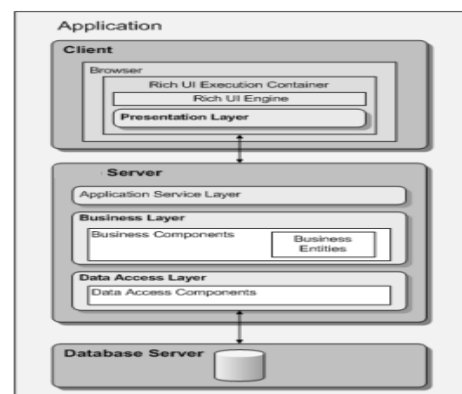 Application
Client
Browser
Rich UI Execution Container
Rich UI Engine
Presentation Layer
Server
Application Service Layer
Business Layer
Business Components
Business
Entities
Data Access Layer
Data Access Components
Database Server